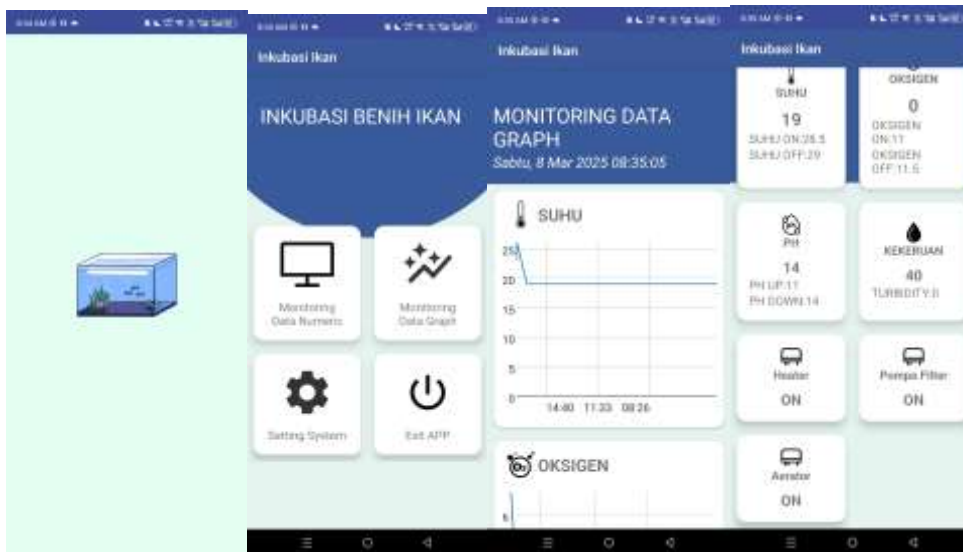 Inkubasi Ikan
INKUBASI BENIH IKAN
Monitoring
Data Numeric
Monitoring
Data Graph
Setting System
Exit APP
Inkubasi Ikan
MONITORING DATA
GRAPH
Sabtu, 8 Mar 2025 08:35:05
SUHU
25
20
15
10
5
0
14:40 11:33 08:26
OKSIGEN
Inkubasi Ikan
SUHU
19
SUHU ON:28.5
SUHU OFF:29
OKSIGEN
0
OKSIGEN
ON:11
OKSIGEN
OFF:11.5
PH
14
PH UP:11
PH DOWN:14
KEKERUAN
40
TURBIDITY:0
Heater
ON
Pompa Filter
ON
Aerator
ON